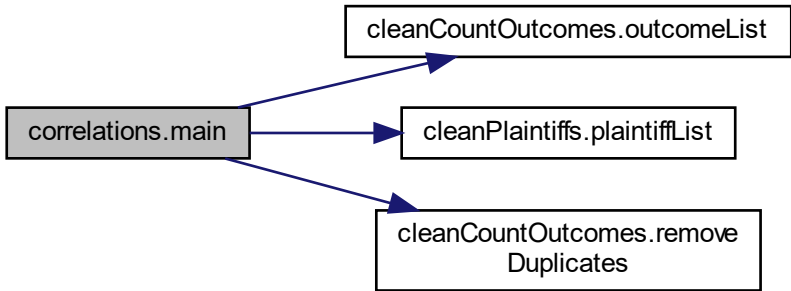 cleanCountOutcomes.outcomeList
correlations.main
cleanPlaintiffs.plaintiffList
cleanCountOutcomes.remove
Duplicates